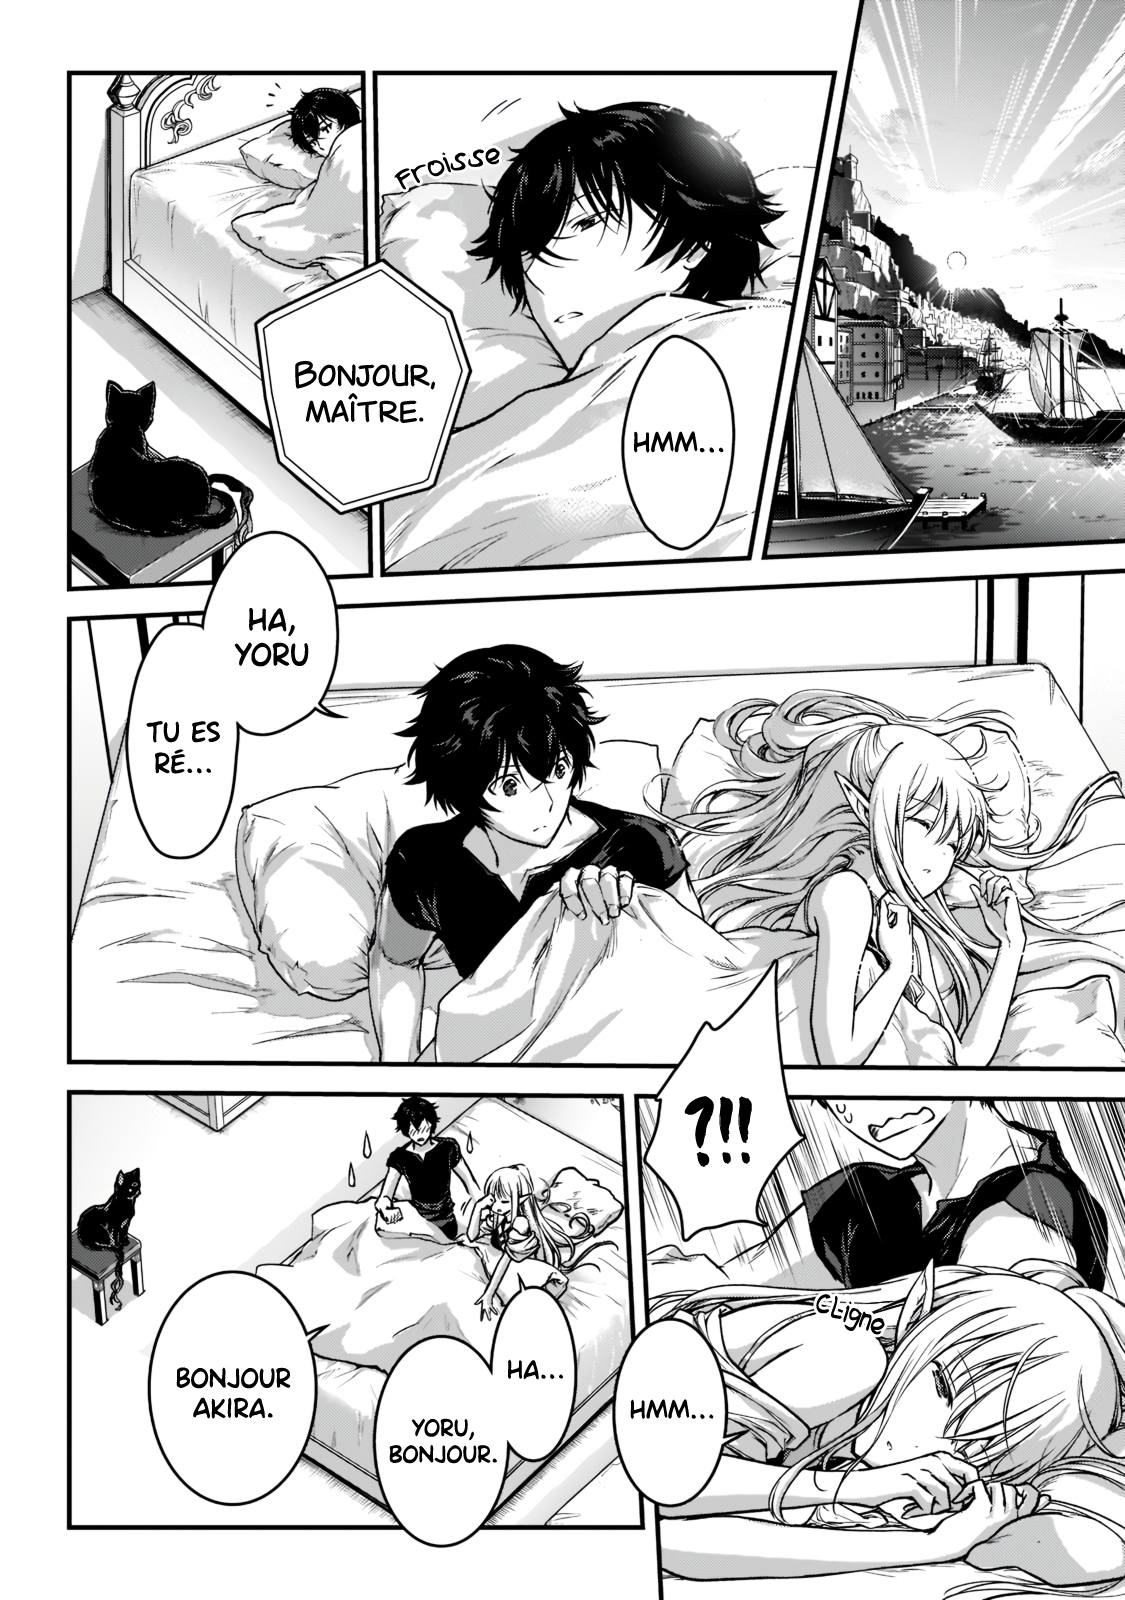 HMM...
FROISSE
BONJOUR,
MAÎTRE.
HA,
YORU
TU ES
RÉ...
?!!
CLIGNE
HMM...
HA...
YORU,
BONJOUR.
BONJOUR
AKIRA.